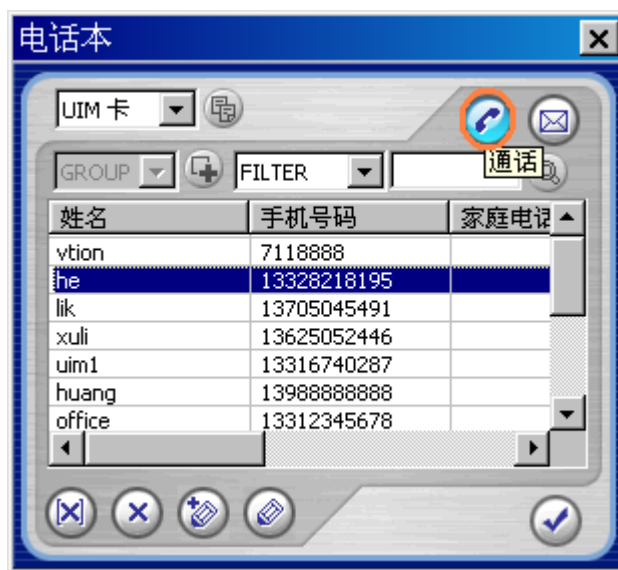 电话本
UIM 卡
GROUP FILTER 通话
姓名 手机号码 家庭电话
vtion 7118888
he 13328218195
lik 13705045491
xuli 13625052446
uim1 13316740287
huang 13988888888
office 13312345678